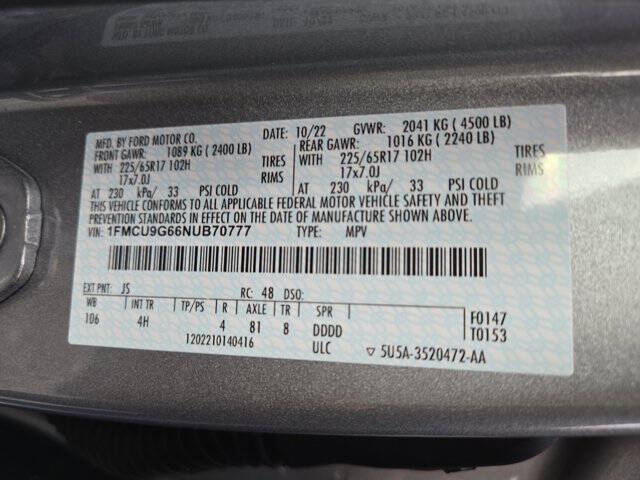 MFD. BY FORD MOTOR CO. DATE: 10/22 GVWR: 2041 KG ( 4500 LB)
FRONT GAWR: 1089 KG ( 2400 LB) REAR GAWR: 1016 KG ( 2240 LB)
WITH 225/65R17 102H TIRES WITH 225/65R17 102H TIRES
17x7.0J RIMS 17x7.0J RIMS
AT 230 kPa/ 33 PSI COLD AT 230 kPa/ 33 PSI COLD
THIS VEHICLE CONFORMS TO ALL APPLICABLE FEDERAL MOTOR VEHICLE SAFETY AND THEFT
PREVENTION STANDARDS IN EFFECT ON THE DATE OF MANUFACTURE SHOWN ABOVE.
VIN: 1FMCU9G66NUB70777 TYPE: MPV
EXT PNT: JS RC: 48 DSO:
WB INT TR TP/PS R AXLE TR SPR F0147
106 4H 4 81 8 DDDD T0153
1202210140416 ULC ▽ 5U5A-3520472-AA